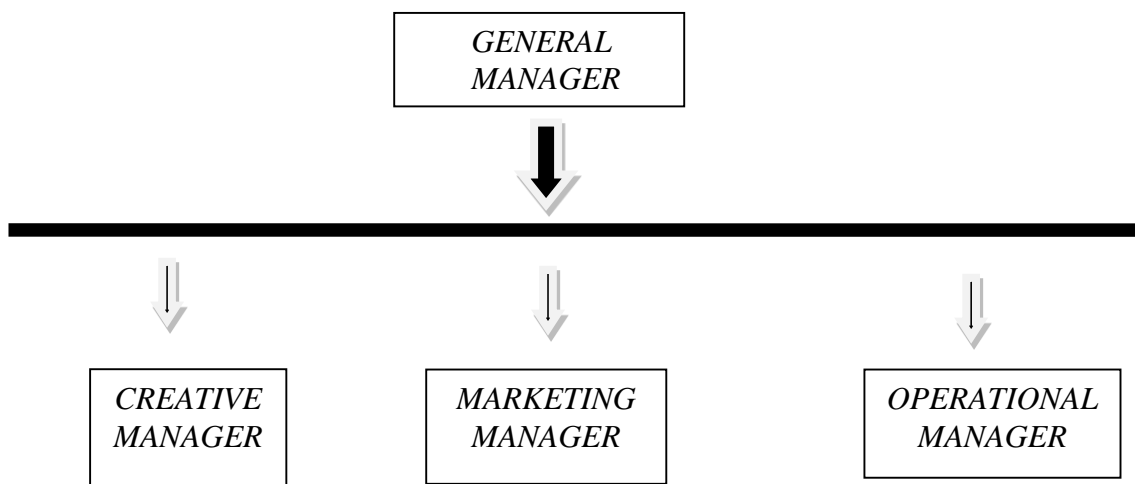 GENERAL
MANAGER
CREATIVE
MANAGER
MARKETING
MANAGER
OPERATIONAL
MANAGER